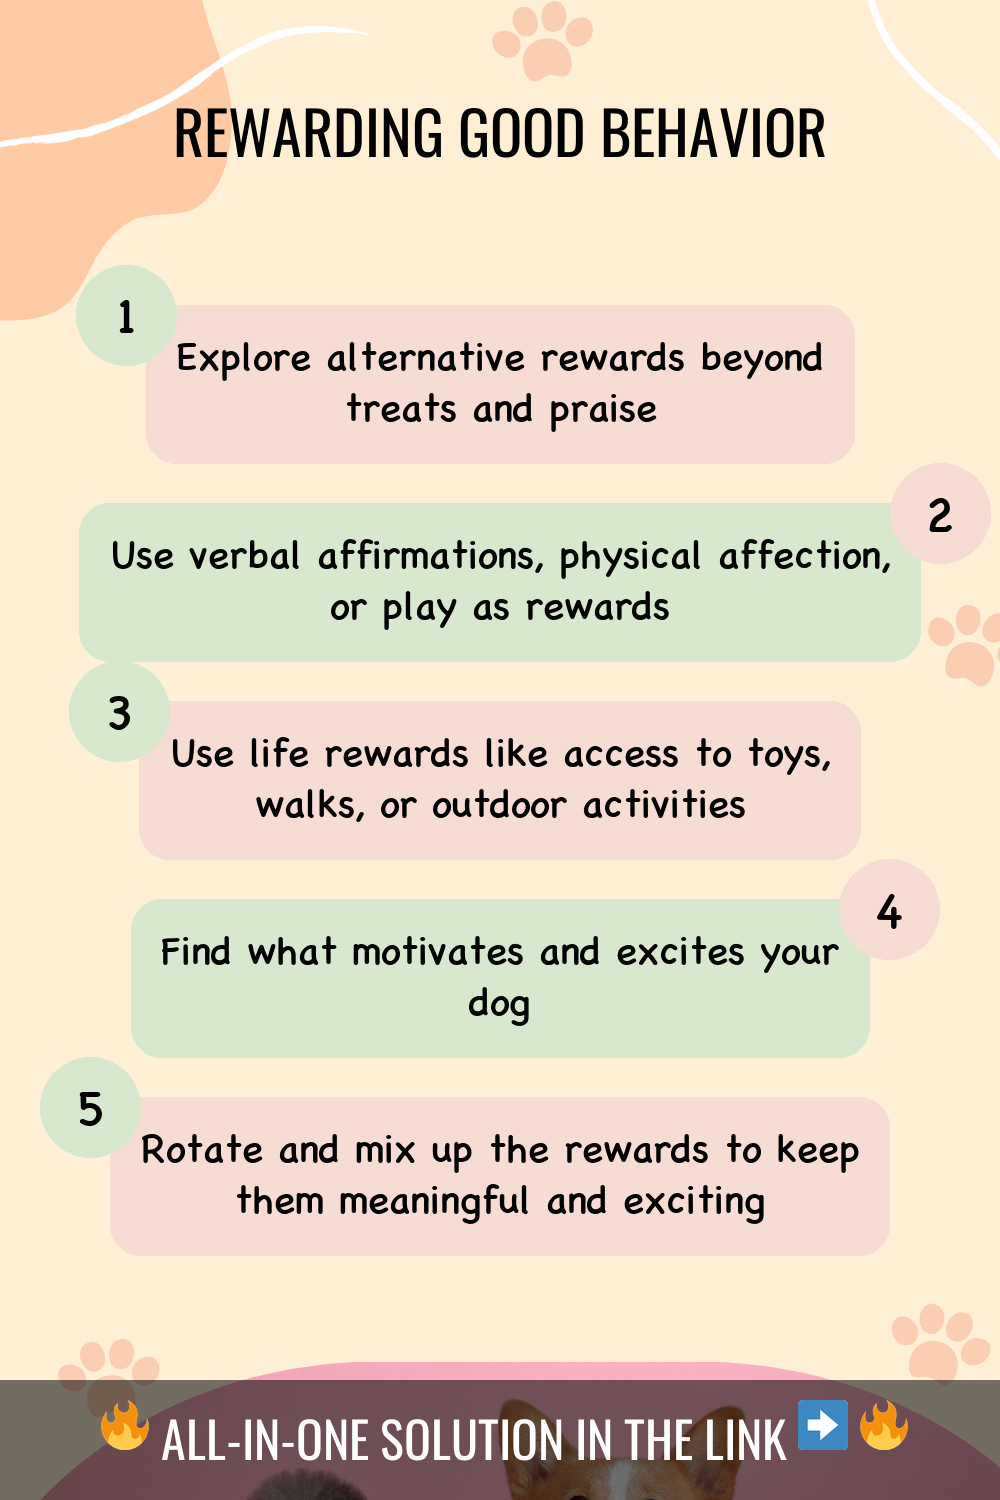 REWARDING GOOD BEHAVIOR
1
Explore alternative rewards beyond
treats and praise
2
Use verbal affirmations, physical affection,
or play as rewards
3
Use life rewards like access to toys,
walks, or outdoor activities
4
Find what motivates and excites your
dog
5
Rotate and mix up the rewards to keep
them meaningful and exciting
ALL-IN-ONE SOLUTION IN THE LINK